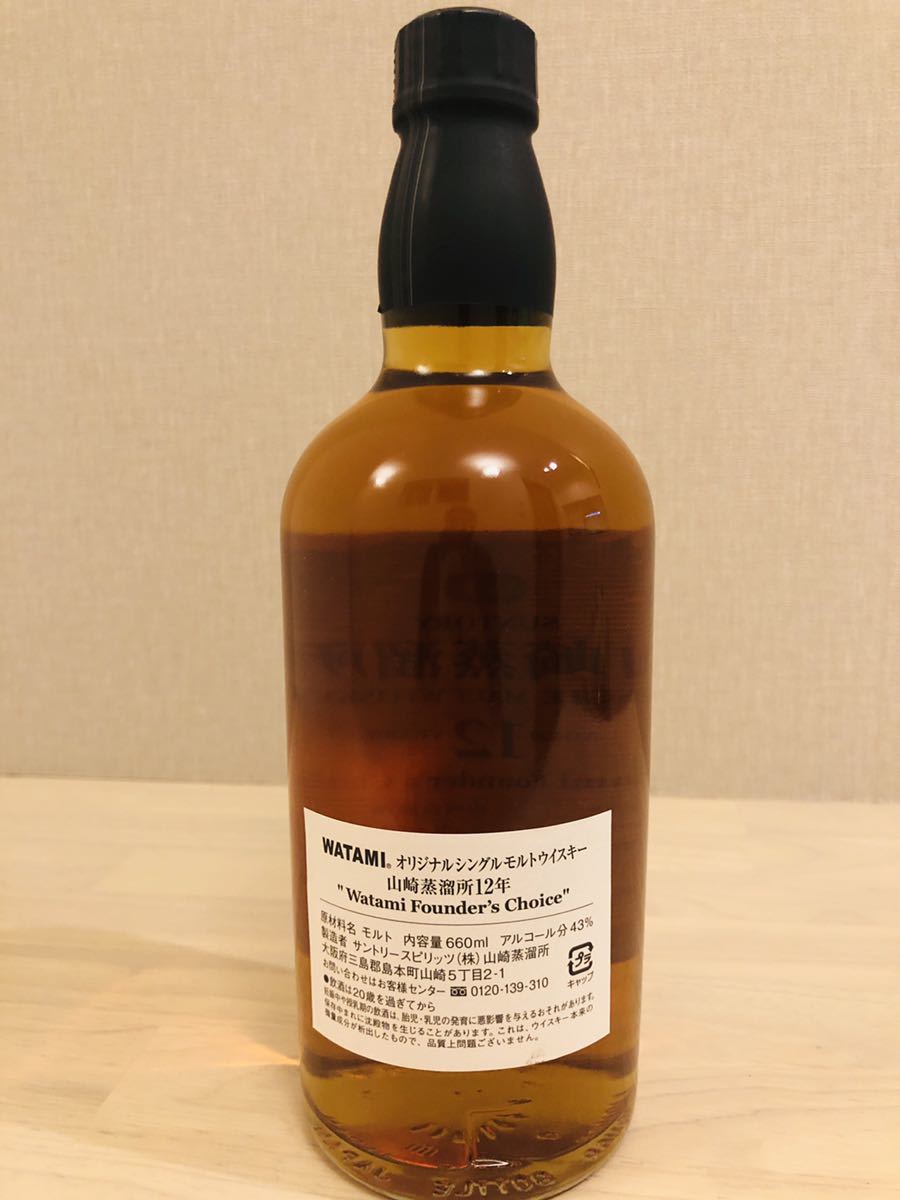 WATAMI® オリジナルシングルモルトウイスキー
山崎蒸溜所12年
"Watami Founder's Choice"
原材料名 モルト 内容量 660ml アルコール分 43%
製造者 サントリースピリッツ(株) 山崎蒸溜所
大阪府三島郡島本町山崎5丁目2-1
お問い合わせはお客様センター 0120-139-310
プラ
キャップ
●飲酒は20歳を過ぎてから
妊娠中や授乳期の飲酒は、胎児・乳児の発育に悪影響を与えるおそれがあります。
保存中まれに沈殿物を生じることがあります。これは、ウイスキー本来の
微量成分が析出したもので、品質上問題ございません。